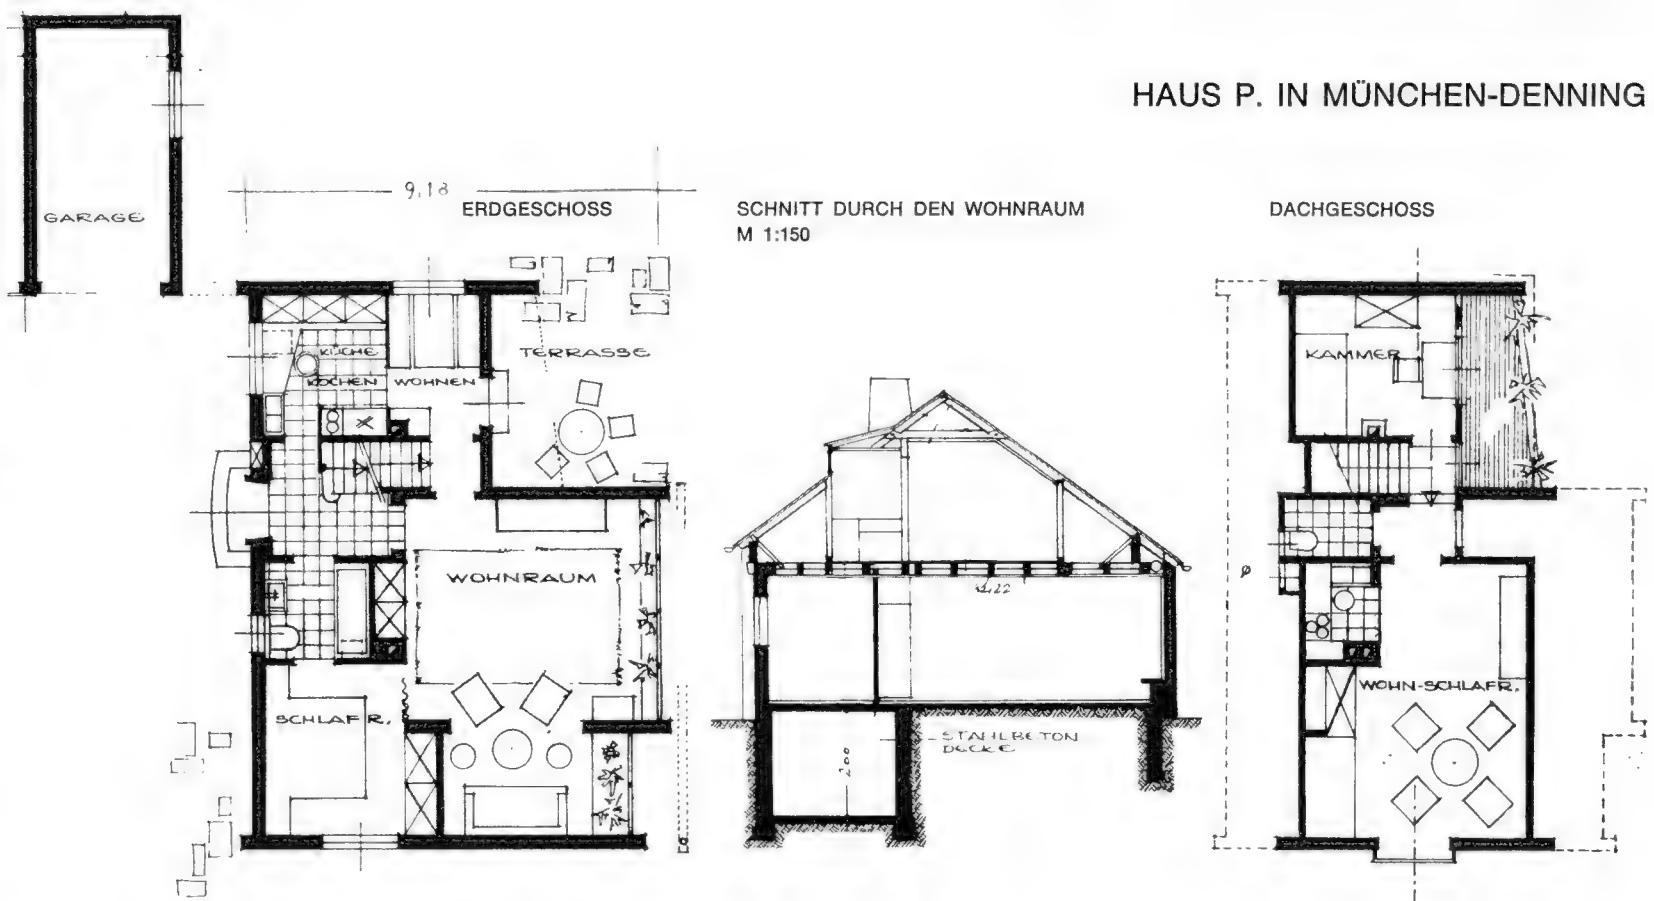 HAUS P. IN MÜNCHEN-DENNING
9,18
ERDGESCHOSS
SCHNITT DURCH DEN WOHNRAUM
M 1:150
DACHGESCHOSS
GARAGE
KÜCHE
KOCHEN
WOHNEN
TERRASSE
WOHNRAUM
SCHLAFR.
STAHLBETON
DECKE
200
KAMMER
WOHN-SCHLAFR.